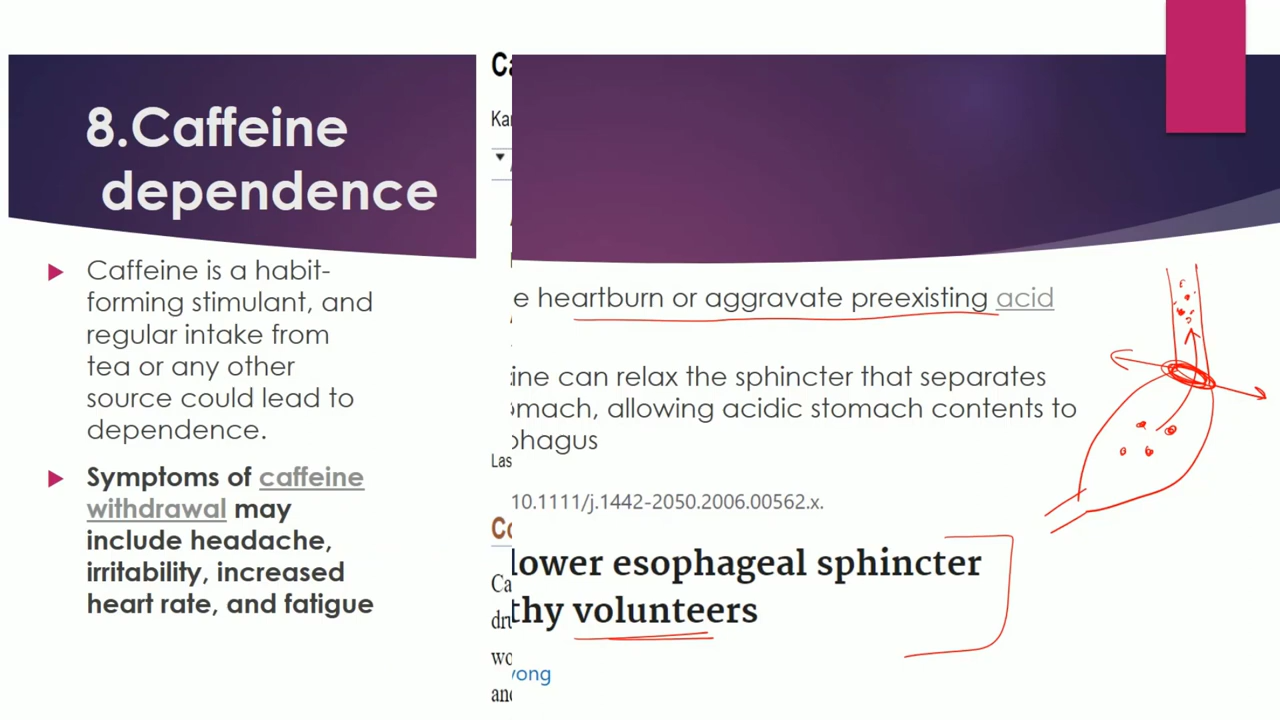 8.Caffeine
dependence
Caffeine is a habit-
forming stimulant, and
regular intake from
tea or any other
source could lead to
dependence.
Symptoms of caffeine
withdrawal may
include headache,
irritability, increased
heart rate, and fatigue
e heartburn or aggravate preexisting acid
ine can relax the sphincter that separates
omach, allowing acidic stomach contents to
phagus
10.1111/j.1442-2050.2006.00562.x.
lower esophageal sphincter
thy volunteers
yong